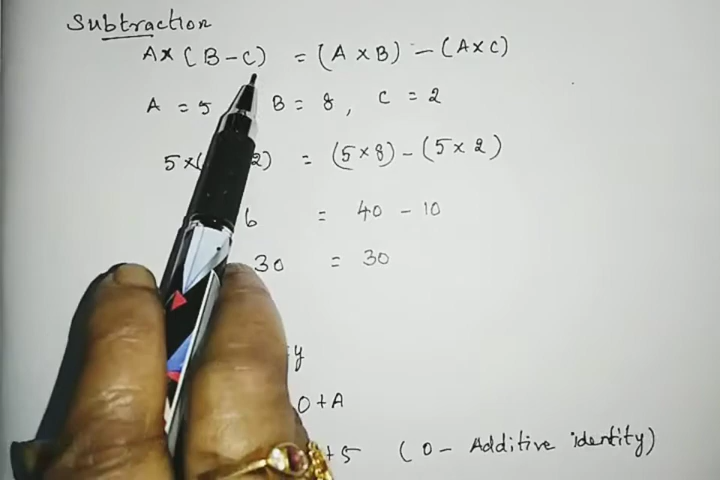 Subtraction
A × (B - C) = (A × B) - (A × C)
A = 5 B = 8, C = 2
5 × ( 2) = (5 × 8) - (5 × 2)
6 = 40 - 10
30 = 30
y
0 + A
+ 5 (0 - Additive identity)